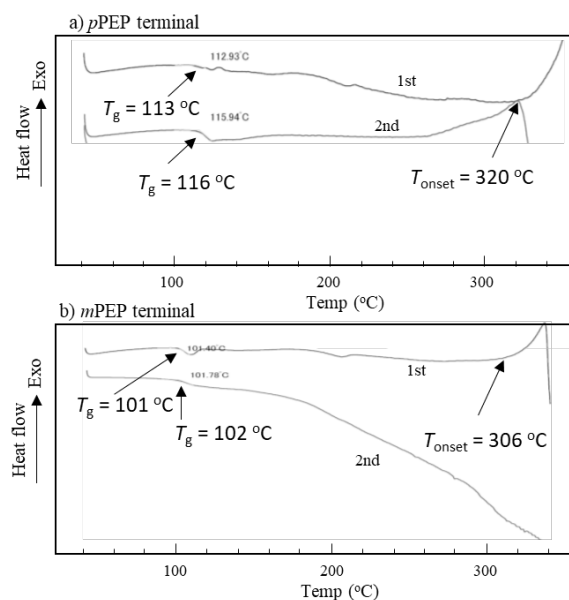 a) pPEP terminal
Heat flow Exo
112.93°C
1st
Tg = 113 °C
115.94°C
2nd
Tg = 116 °C
Tonset = 320 °C
100 200 300
Temp (°C)
b) mPEP terminal
Heat flow Exo
101.40°C
1st
101.78°C
Tg = 101 °C
Tg = 102 °C
Tonset = 306 °C
2nd
100 200 300
Temp (°C)